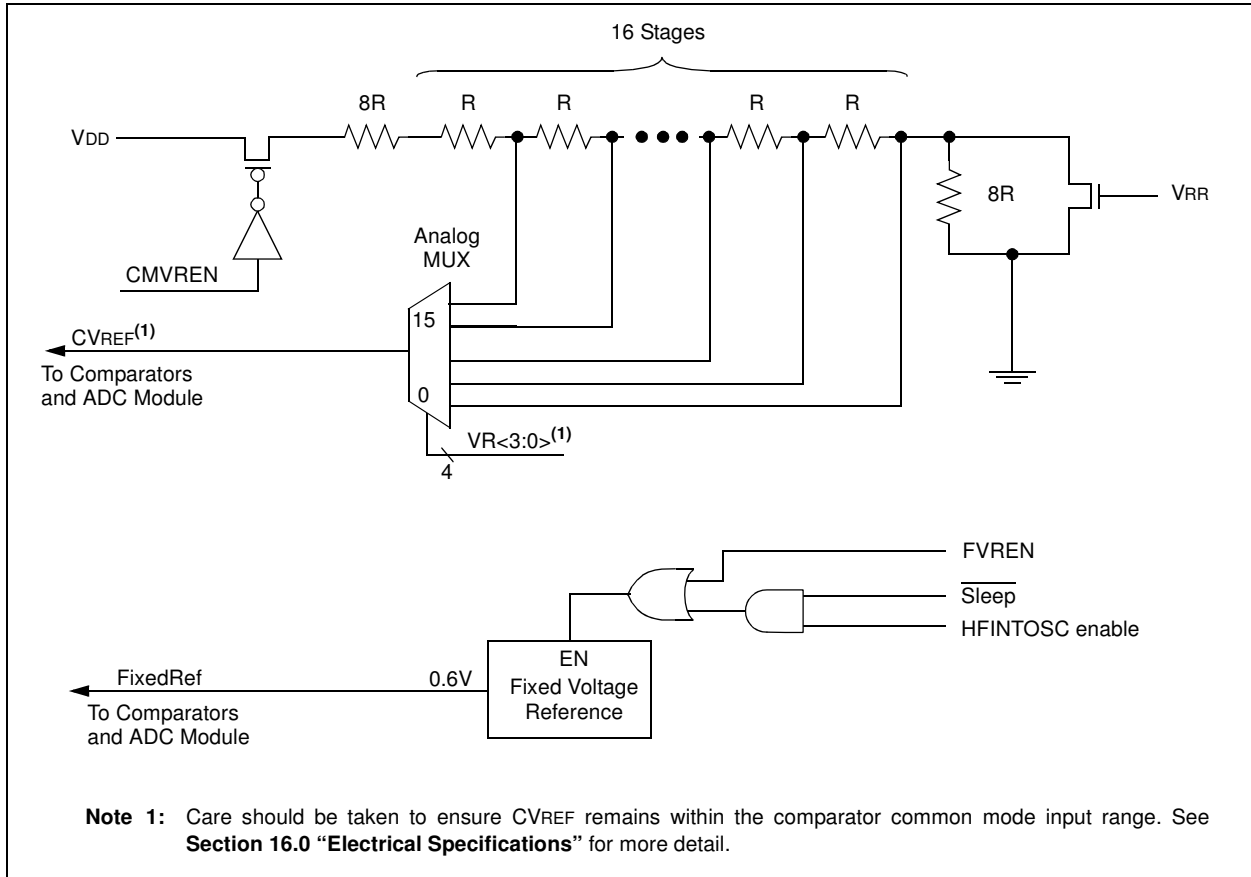 16 Stages
8R
R
R
R
R
VDD
8R
VRR
CMVREN
Analog
MUX
15
0
CVREF(1)
To Comparators
and ADC Module
VR<3:0>(1)
4
FVREN
Sleep
HFINTOSC enable
EN
Fixed Voltage
Reference
0.6V
FixedRef
To Comparators
and ADC Module
Note 1: Care should be taken to ensure CVREF remains within the comparator common mode input range. See
Section 16.0 “Electrical Specifications” for more detail.